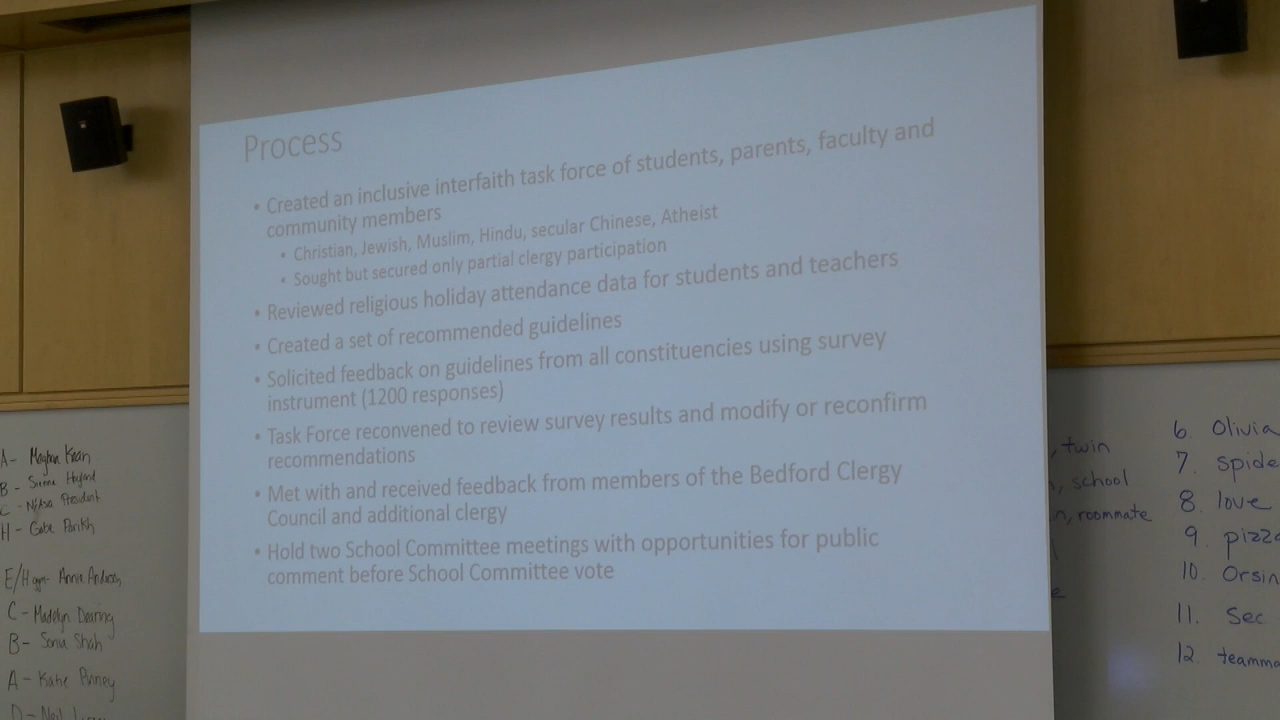 Process
• Created an inclusive interfaith task force of students, parents, faculty and
community members
• Christian, Jewish, Muslim, Hindu, secular Chinese, Atheist
• Sought but secured only partial clergy participation
• Reviewed religious holiday attendance data for students and teachers
• Created a set of recommended guidelines
• Solicited feedback on guidelines from all constituencies using survey
instrument (1200 responses)
• Task Force reconvened to review survey results and modify or reconfirm
recommendations
• Met with and received feedback from members of the Bedford Clergy
Council and additional clergy
• Hold two School Committee meetings with opportunities for public
comment before School Committee vote
A-
B-
C- President
H- Gabe Parikh
E/H gym- Annie
C- Madelyn Dearing
B- Sonia Shah
A- Katie Pinney
D- Neil
, twin
, school
, roommate
6. Olivia
7. Spide
8. love
9. pizza
10. Orsin
11. Sec
12. teamma